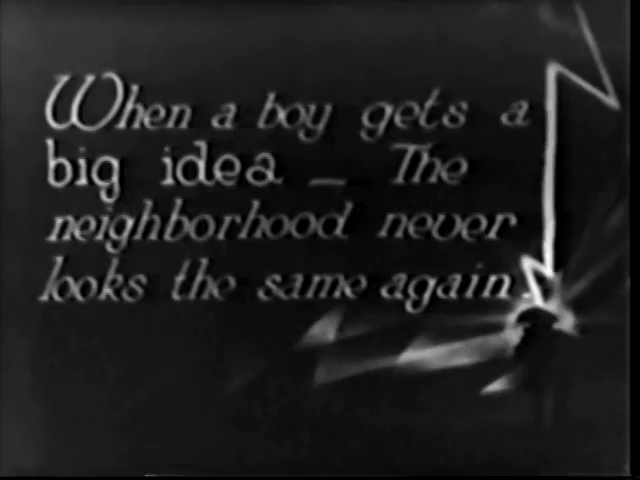 When a boy gets a
big idea — The
neighborhood never
looks the same again.